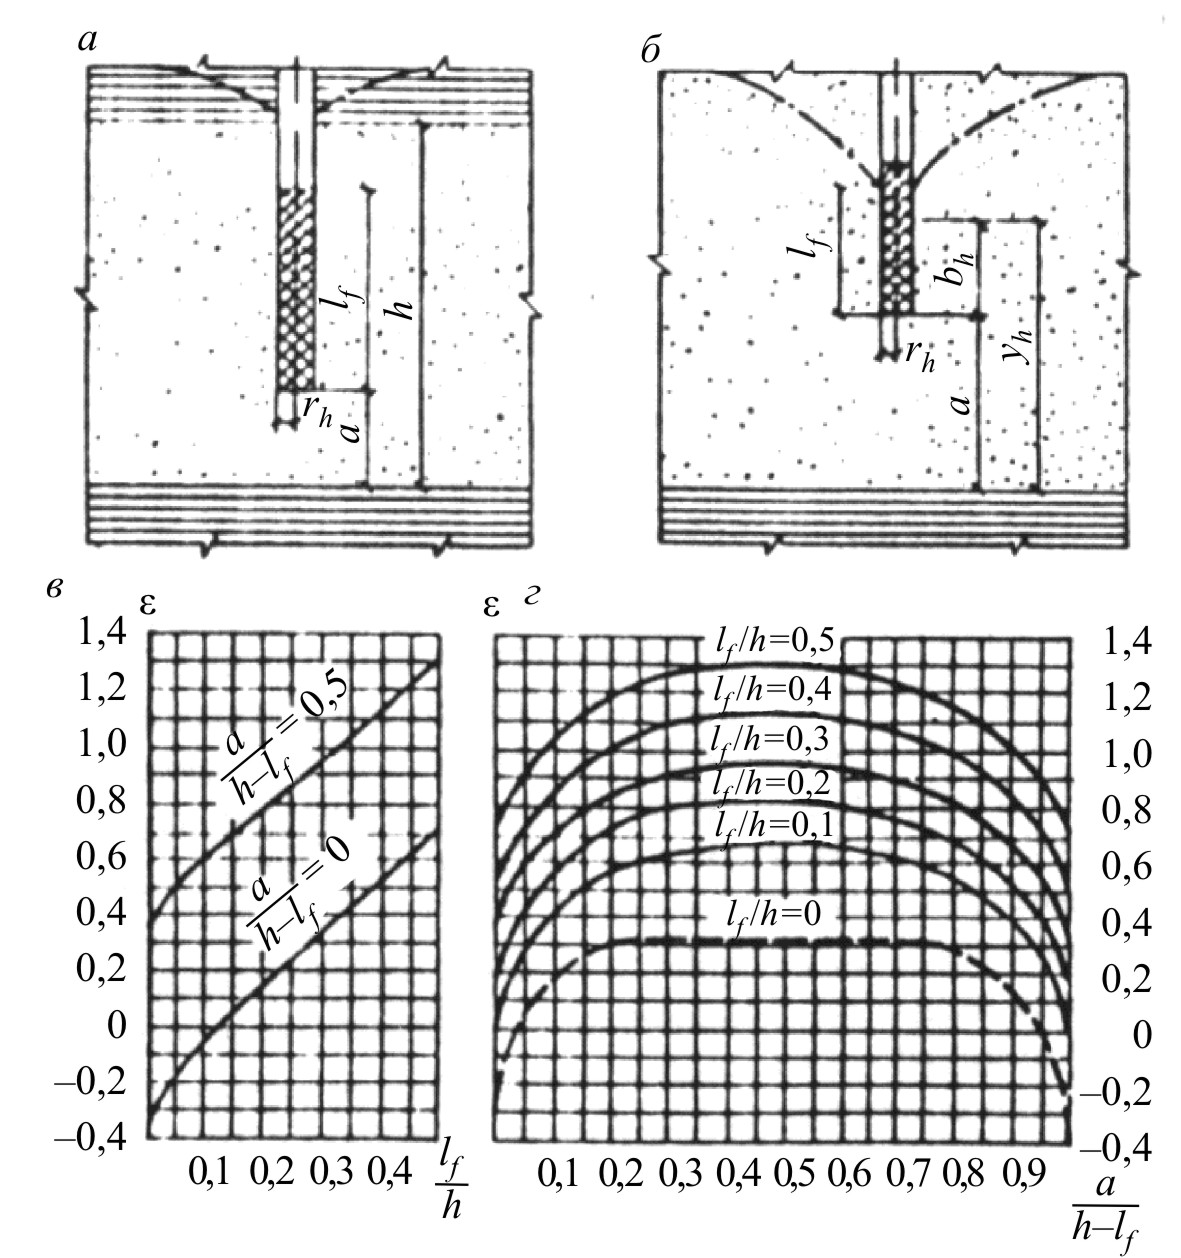 а
l_f
h
r_h
a
б
l_f
b_h
y_h
r_h
a
в
ε
1,4
1,2
1,0
0,8
0,6
0,4
0,2
0
–0,2
–0,4
a/(h–l_f) = 0,5
a/(h–l_f) = 0
0,1 0,2 0,3 0,4 l_f/h
ε г
l_f/h=0,5
l_f/h=0,4
l_f/h=0,3
l_f/h=0,2
l_f/h=0,1
l_f/h=0
1,4
1,2
1,0
0,8
0,6
0,4
0,2
0
–0,2
–0,4
0,1 0,2 0,3 0,4 0,5 0,6 0,7 0,8 0,9 a/(h–l_f)